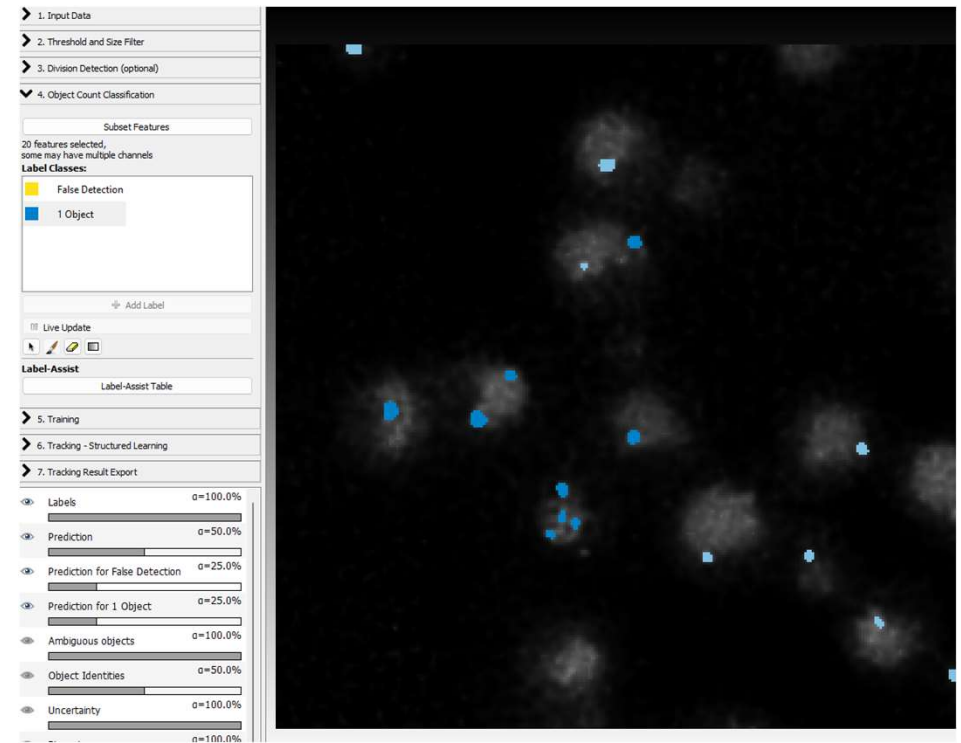 1. Input Data
2. Threshold and Size Filter
3. Division Detection (optional)
4. Object Count Classification
Subset Features
20 features selected,
some may have multiple channels
Label Classes:
False Detection
1 Object
Add Label
Live Update
Label-Assist
Label-Assist Table
5. Training
6. Tracking - Structured Learning
7. Tracking Result Export
Labels α=100.0%
Prediction α=50.0%
Prediction for False Detection α=25.0%
Prediction for 1 Object α=25.0%
Ambiguous objects α=100.0%
Object Identities α=50.0%
Uncertainty α=100.0%
α=100.0%